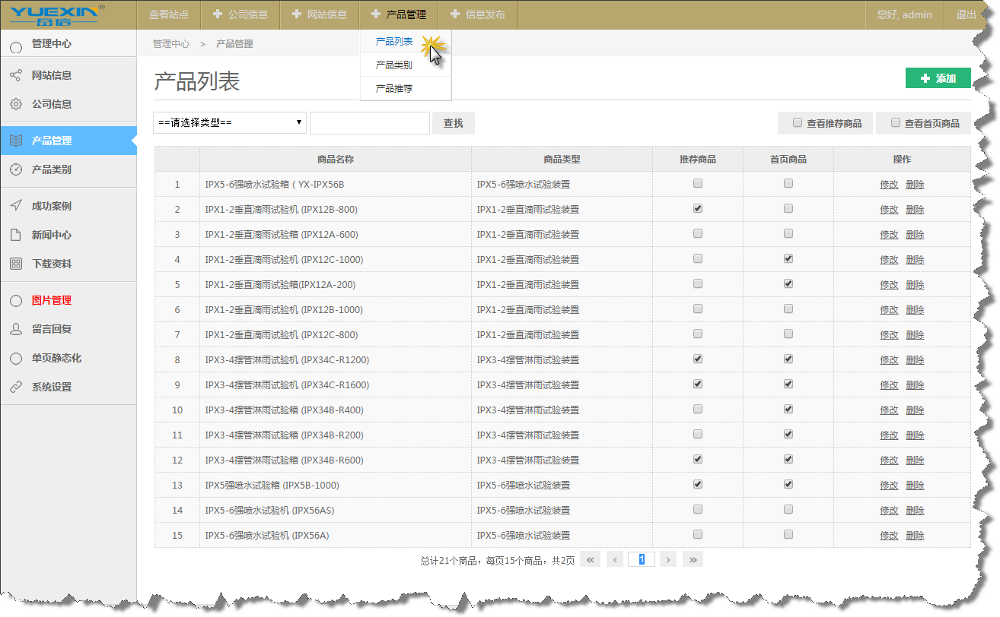 YUEXIN®
岳信
查看站点 公司信息 网站信息 产品管理 信息发布 您好, admin 退出
产品列表
产品类别
产品推荐
管理中心
网站信息
公司信息
产品管理
产品类别
成功案例
新闻中心
下载资料
图片管理
留言回复
单页静态化
系统设置
管理中心 > 产品管理
产品列表 添加
==请选择类型== 查找 查看推荐商品 查看首页商品
商品名称 商品类型 推荐商品 首页商品 操作
1 IPX5-6强喷水试验箱 ( YX-IPX56B IPX5-6强喷水试验装置 修改 删除
2 IPX1-2垂直滴雨试验机 (IPX12B-800) IPX1-2垂直滴雨试验装置 修改 删除
3 IPX1-2垂直滴雨试验箱 (IPX12A-600) IPX1-2垂直滴雨试验装置 修改 删除
4 IPX1-2垂直滴雨试验机 (IPX12C-1000) IPX1-2垂直滴雨试验装置 修改 删除
5 IPX1-2垂直滴雨试验箱(IPX12A-200) IPX1-2垂直滴雨试验装置 修改 删除
6 IPX1-2垂直滴雨试验机 (IPX12B-1000) IPX1-2垂直滴雨试验装置 修改 删除
7 IPX1-2垂直滴雨试验机 (IPX12C-800) IPX1-2垂直滴雨试验装置 修改 删除
8 IPX3-4摆管淋雨试验机 (IPX34C-R1200) IPX3-4摆管淋雨试验装置 修改 删除
9 IPX3-4摆管淋雨试验机 (IPX34C-R1600) IPX3-4摆管淋雨试验装置 修改 删除
10 IPX3-4摆管淋雨试验箱 (IPX34B-R400) IPX3-4摆管淋雨试验装置 修改 删除
11 IPX3-4摆管淋雨试验箱 (IPX34B-R200) IPX3-4摆管淋雨试验装置 修改 删除
12 IPX3-4摆管淋雨试验箱 (IPX34B-R600) IPX3-4摆管淋雨试验装置 修改 删除
13 IPX5强喷水试验箱 (IPX5B-1000) IPX5-6强喷水试验装置 修改 删除
14 IPX5-6强喷水试验机 (IPX56AS) IPX5-6强喷水试验装置 修改 删除
15 IPX5-6强喷水试验机 (IPX56A) IPX5-6强喷水试验装置 修改 删除
总计21个商品，每页15个商品，共2页 « ‹ 1 › »